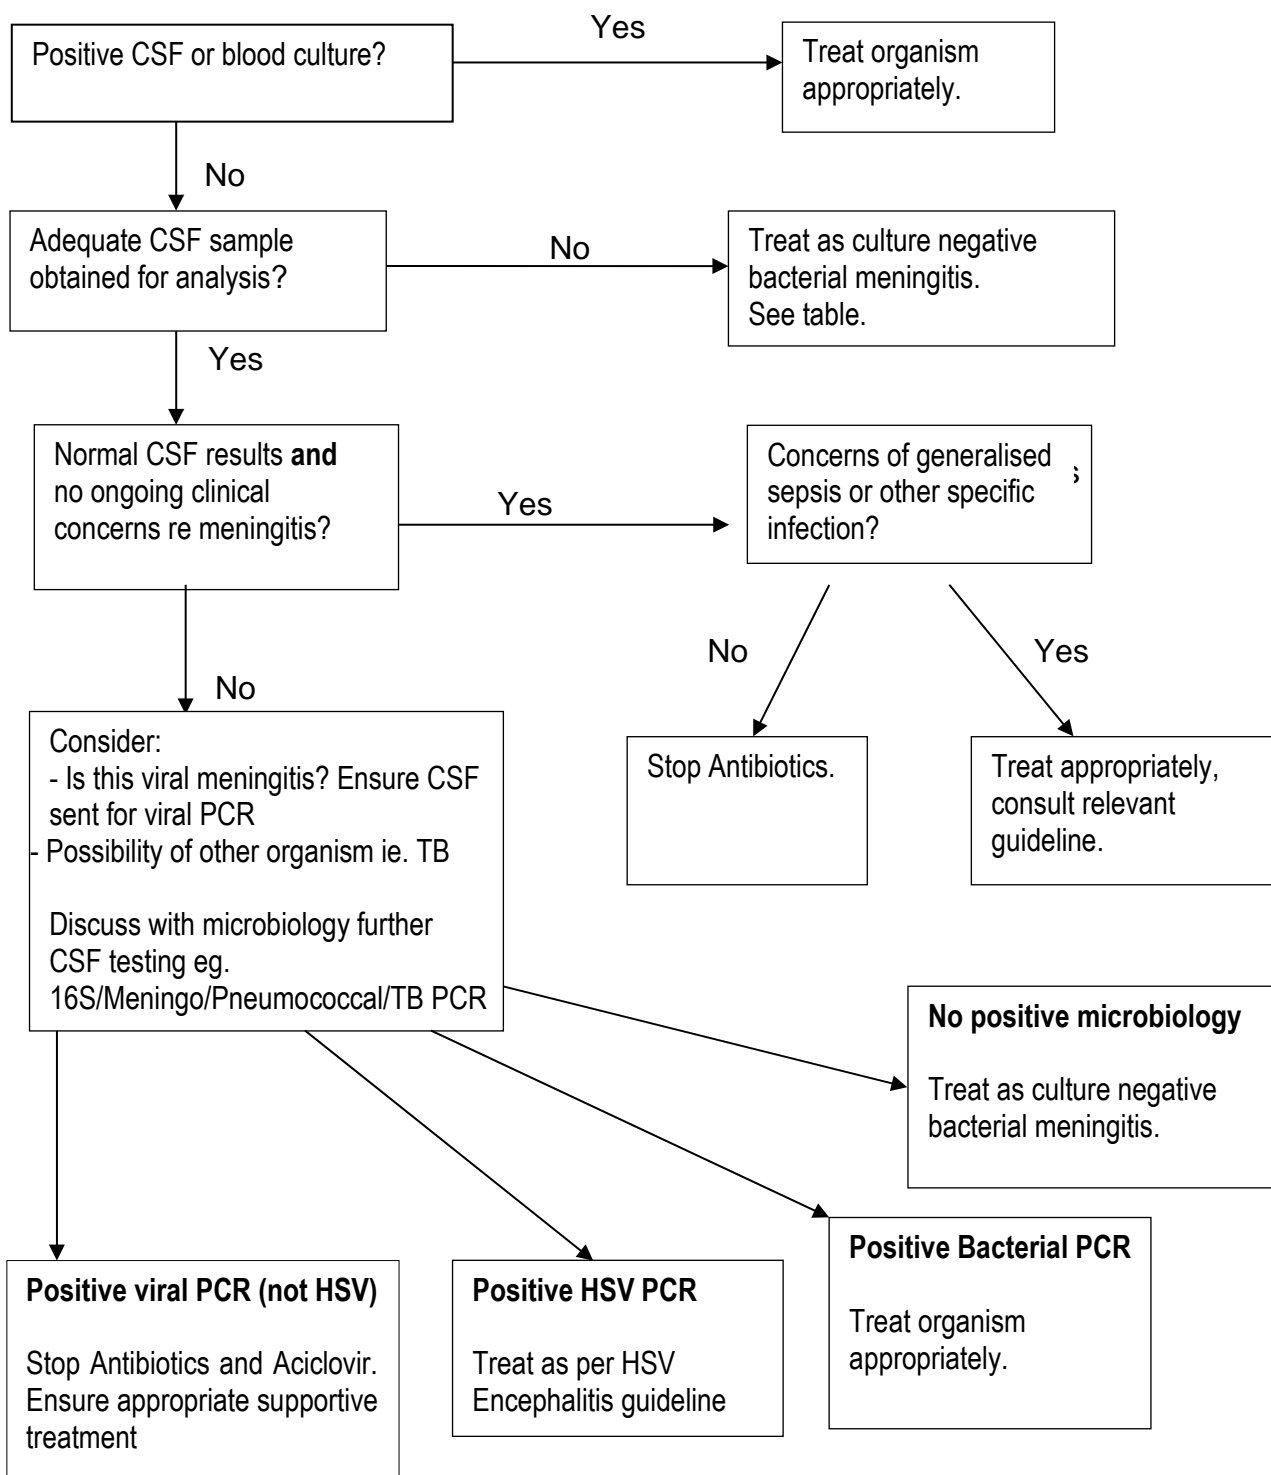 Positive CSF or blood culture?
Yes
Treat organism
appropriately.
No
Adequate CSF sample
obtained for analysis?
No
Treat as culture negative
bacterial meningitis.
See table.
Yes
Normal CSF results and
no ongoing clinical
concerns re meningitis?
Yes
Concerns of generalised
sepsis or other specific
infection?
s
No
Yes
Stop Antibiotics.
Treat appropriately,
consult relevant
guideline.
No
Consider:
- Is this viral meningitis? Ensure CSF
sent for viral PCR
- Possibility of other organism ie. TB
Discuss with microbiology further
CSF testing eg.
16S/Meningo/Pneumococcal/TB PCR
No positive microbiology
Treat as culture negative
bacterial meningitis.
Positive viral PCR (not HSV)
Stop Antibiotics and Aciclovir.
Ensure appropriate supportive
treatment
Positive HSV PCR
Treat as per HSV
Encephalitis guideline
Positive Bacterial PCR
Treat organism
appropriately.